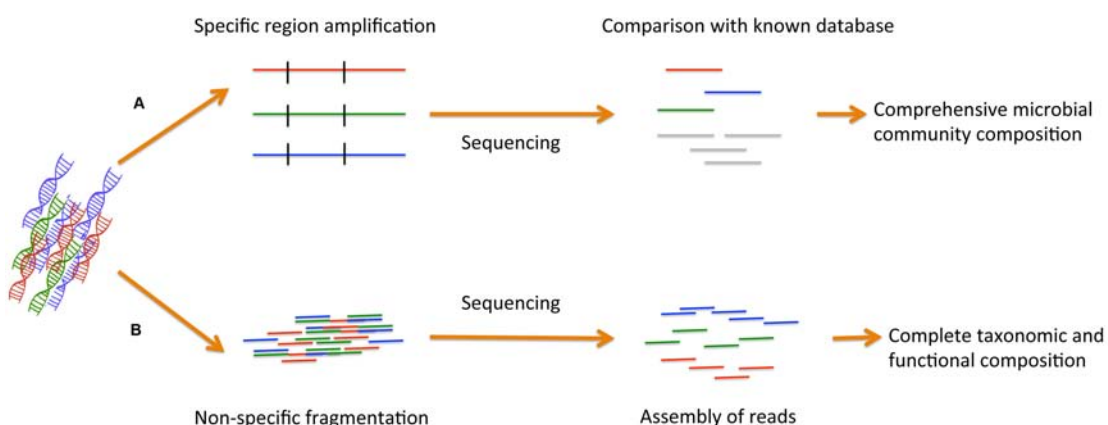 Specific region amplification
Comparison with known database
A
Sequencing
Comprehensive microbial
community composition
B
Sequencing
Complete taxonomic and
functional composition
Non-specific fragmentation
Assembly of reads